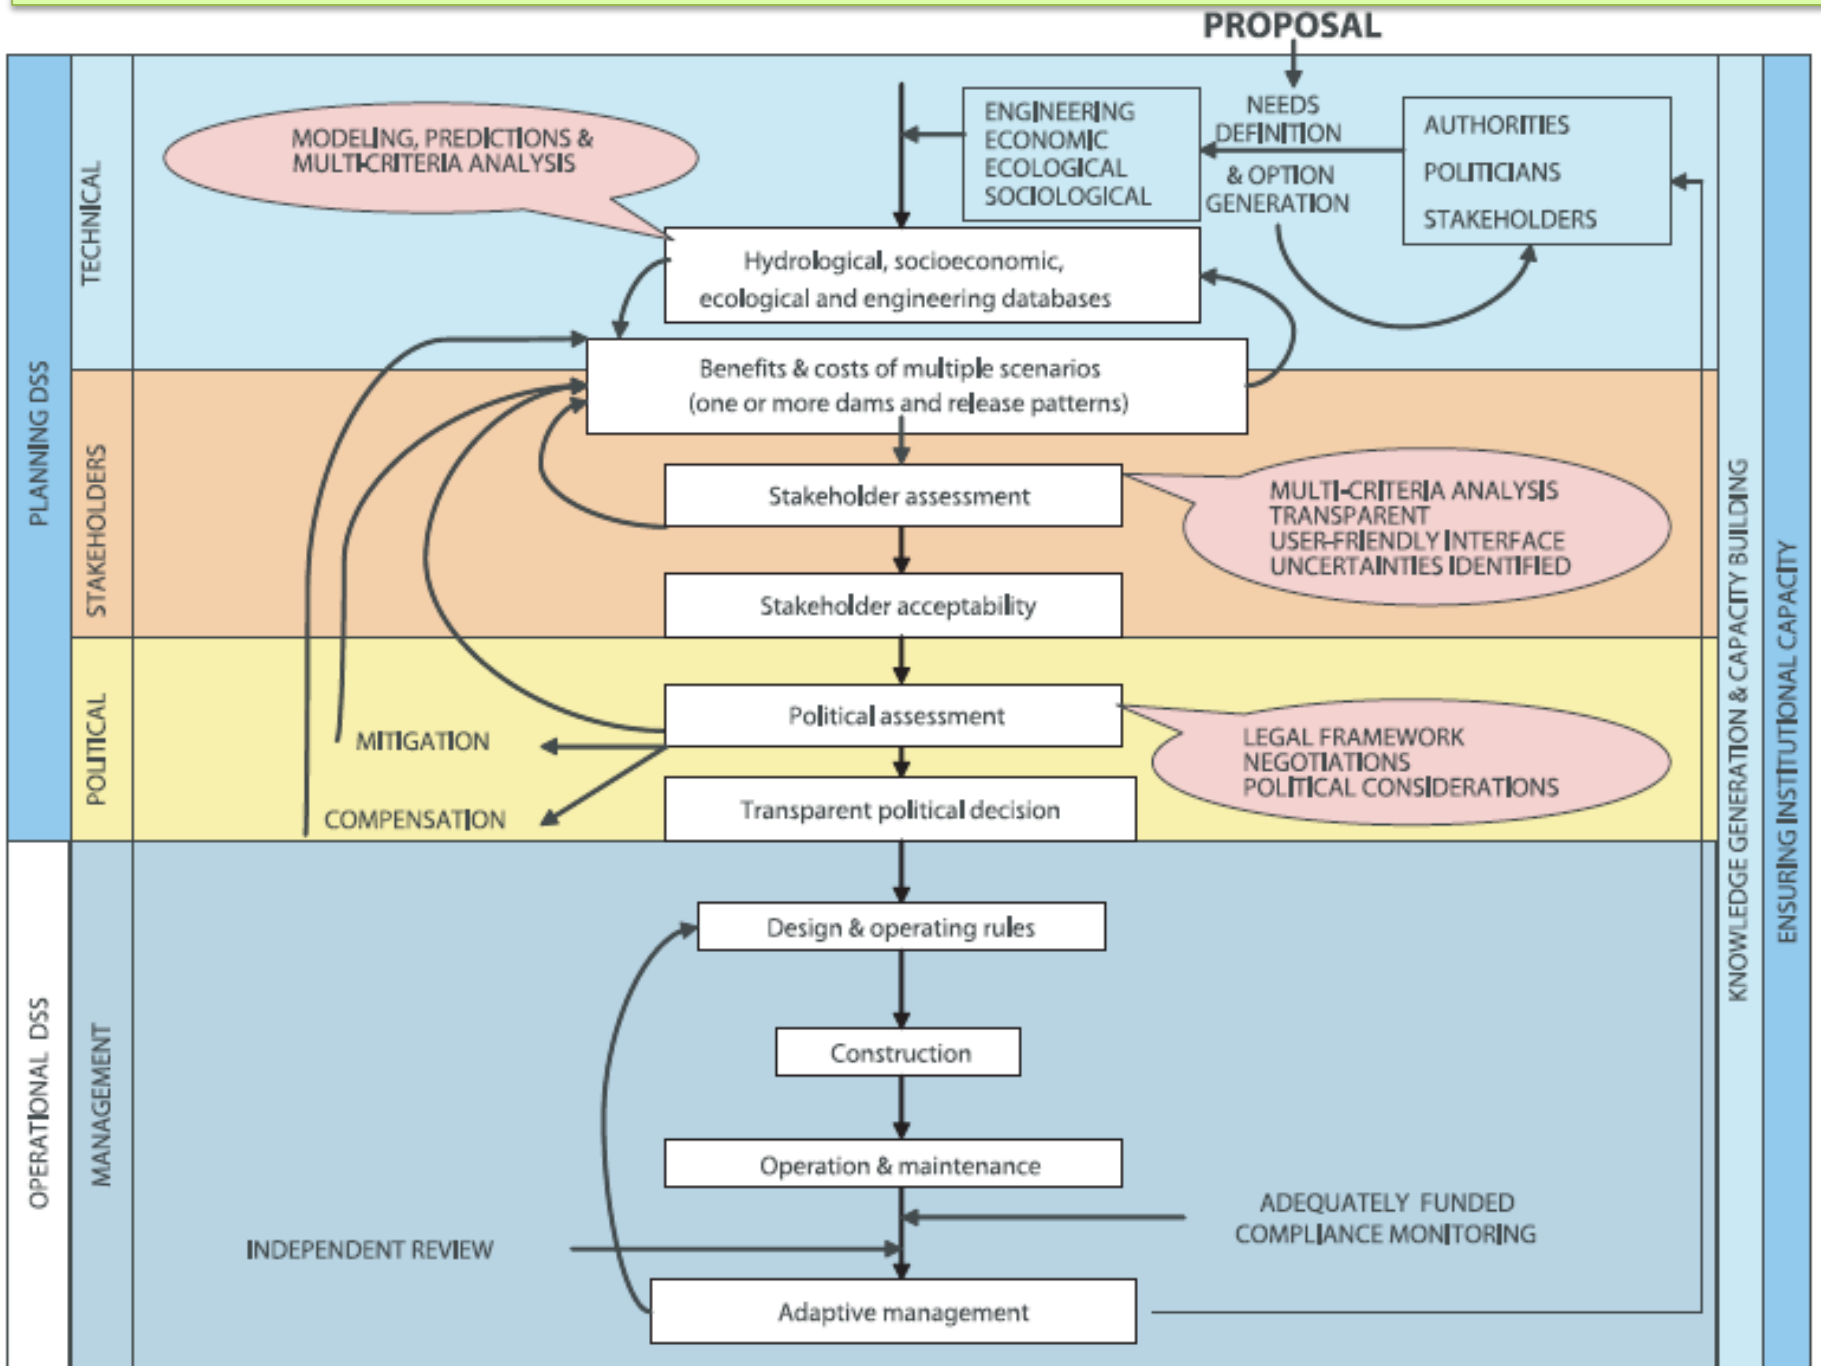 PROPOSAL
PLANNING DSS
TECHNICAL
MODELING, PREDICTIONS &
MULTI-CRITERIA ANALYSIS
ENGINEERING
ECONOMIC
ECOLOGICAL
SOCIOLOGICAL
NEEDS
DEFINITION
& OPTION
GENERATION
AUTHORITIES
POLITICIANS
STAKEHOLDERS
Hydrological, socioeconomic,
ecological and engineering databases
Benefits & costs of multiple scenarios
(one or more dams and release patterns)
STAKEHOLDERS
Stakeholder assessment
MULTI-CRITERIA ANALYSIS
TRANSPARENT
USER-FRIENDLY INTERFACE
UNCERTAINTIES IDENTIFIED
Stakeholder acceptability
POLITICAL
Political assessment
LEGAL FRAMEWORK
NEGOTIATIONS
POLITICAL CONSIDERATIONS
MITIGATION
COMPENSATION
Transparent political decision
OPERATIONAL DSS
MANAGEMENT
Design & operating rules
Construction
Operation & maintenance
ADEQUATELY FUNDED
COMPLIANCE MONITORING
INDEPENDENT REVIEW
Adaptive management
KNOWLEDGE GENERATION & CAPACITY BUILDING
ENSURING INSTITUTIONAL CAPACITY